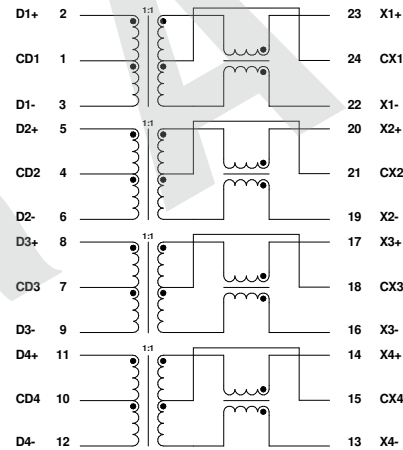 D1+ 2 1:1 23 X1+
CD1 1 24 CX1
D1- 3 22 X1-
D2+ 5 1:1 20 X2+
CD2 4 21 CX2
D2- 6 19 X2-
D3+ 8 1:1 17 X3+
CD3 7 18 CX3
D3- 9 16 X3-
D4+ 11 1:1 14 X4+
CD4 10 15 CX4
D4- 12 13 X4-